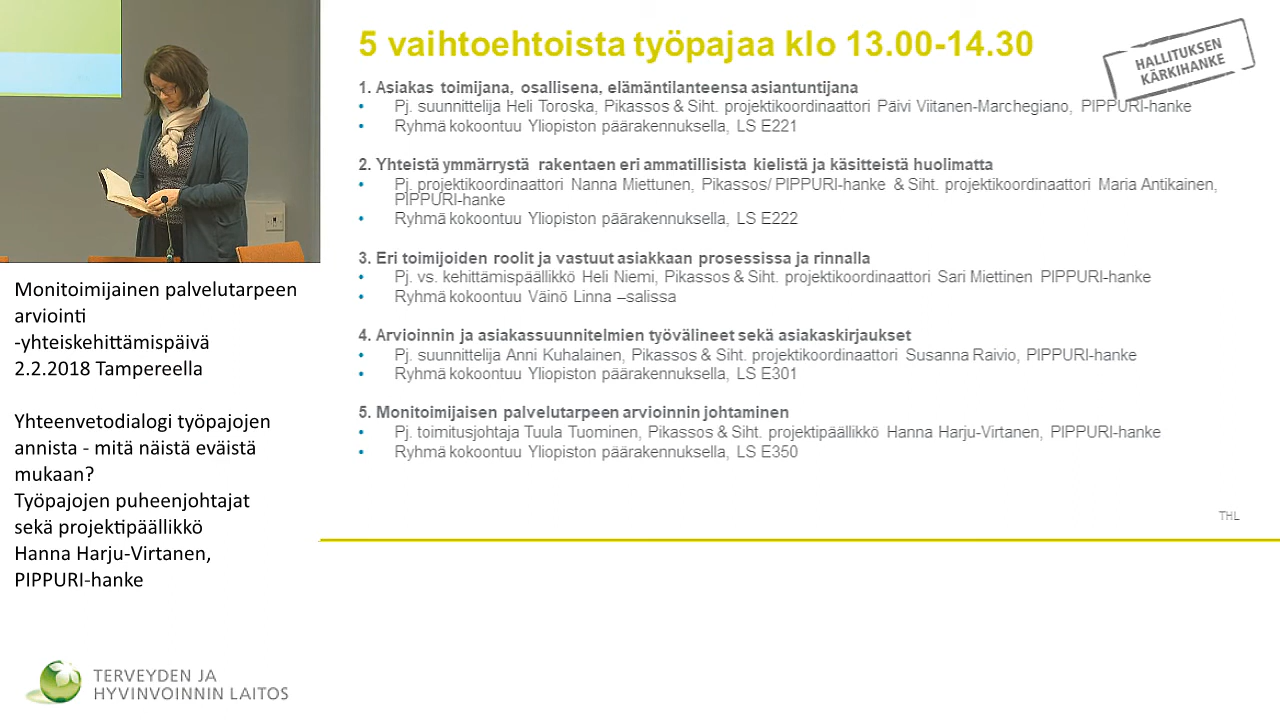 5 vaihtoehtoista työpajaa klo 13.00-14.30
HALLITUKSEN
KÄRKIHANKE
1. Asiakas toimijana, osallisena, elämäntilanteensa asiantuntijana
• Pj. suunnittelija Heli Toroska, Pikassos & Siht. projektikoordinaattori Päivi Viitanen-Marchegiano, PIPPURI-hanke
• Ryhmä kokoontuu Yliopiston päärakennuksella, LS E221
2. Yhteistä ymmärrystä rakentaen eri ammatillisista kielistä ja käsitteistä huolimatta
• Pj. projektikoordinaattori Nanna Miettunen, Pikassos/ PIPPURI-hanke & Siht. projektikoordinaattori Maria Antikainen,
PIPPURI-hanke
• Ryhmä kokoontuu Yliopiston päärakennuksella, LS E222
3. Eri toimijoiden roolit ja vastuut asiakkaan prosessissa ja rinnalla
• Pj. vs. kehittämispäällikkö Heli Niemi, Pikassos & Siht. projektikoordinaattori Sari Miettinen PIPPURI-hanke
• Ryhmä kokoontuu Väinö Linna –salissa
4. Arvioinnin ja asiakassuunnitelmien työvälineet sekä asiakaskirjaukset
• Pj. suunnittelija Anni Kuhalainen, Pikassos & Siht. projektikoordinaattori Susanna Raivio, PIPPURI-hanke
• Ryhmä kokoontuu Yliopiston päärakennuksella, LS E301
5. Monitoimijaisen palvelutarpeen arvioinnin johtaminen
• Pj. toimitusjohtaja Tuula Tuominen, Pikassos & Siht. projektipäällikkö Hanna Harju-Virtanen, PIPPURI-hanke
• Ryhmä kokoontuu Yliopiston päärakennuksella, LS E350
THL
Monitoimijainen palvelutarpeen
arviointi
-yhteiskehittämispäivä
2.2.2018 Tampereella
Yhteenvetodialogi työpajojen
annista - mitä näistä eväistä
mukaan?
Työpajojen puheenjohtajat
sekä projektipäällikkö
Hanna Harju-Virtanen,
PIPPURI-hanke
TERVEYDEN JA
HYVINVOINNIN LAITOS